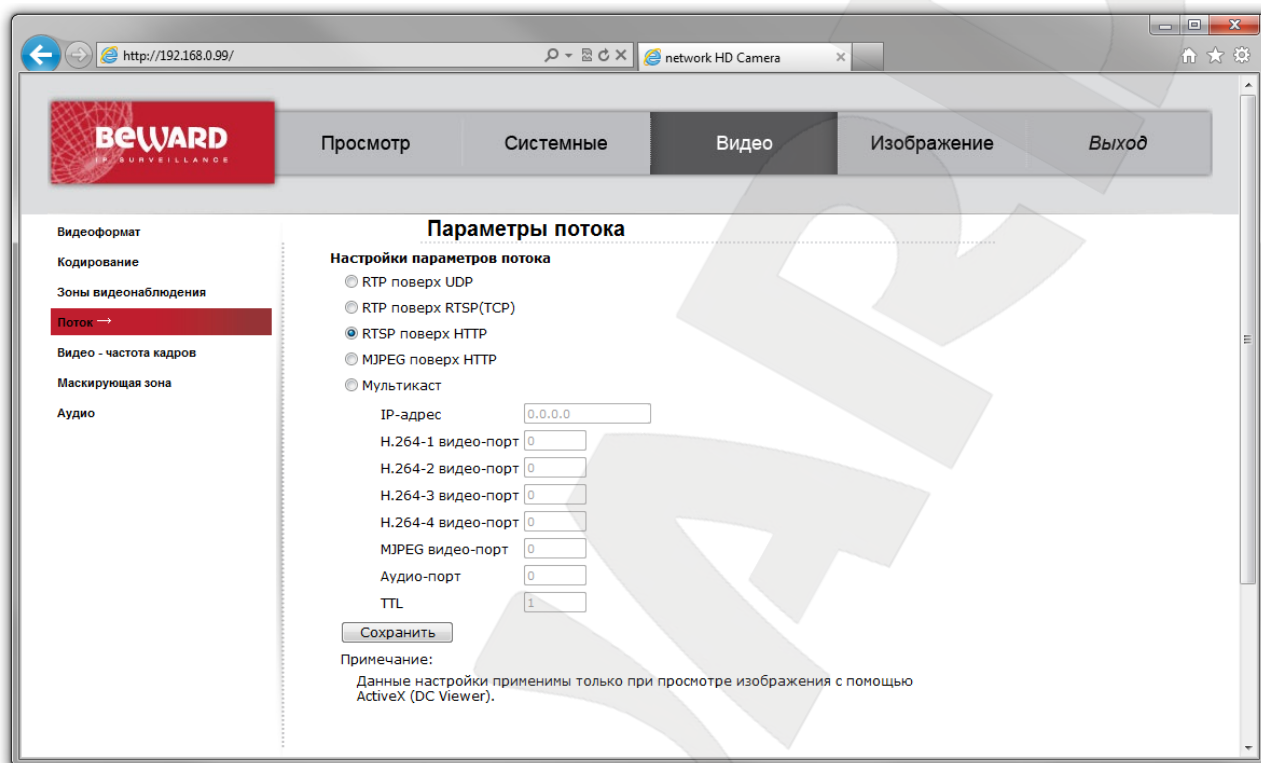 http://192.168.0.99/
network HD Camera
BEWARD
IP SURVEILLANCE
Просмотр
Системные
Видео
Изображение
Выход
Видеоформат
Кодирование
Зоны видеонаблюдения
Поток →
Видео - частота кадров
Маскирующая зона
Аудио
Параметры потока
Настройки параметров потока
RTP поверх UDP
RTP поверх RTSP(TCP)
RTSP поверх HTTP
MJPEG поверх HTTP
Мультикаст
IP-адрес 0.0.0.0
H.264-1 видео-порт 0
H.264-2 видео-порт 0
H.264-3 видео-порт 0
H.264-4 видео-порт 0
MJPEG видео-порт 0
Аудио-порт 0
TTL 1
Сохранить
Примечание:
Данные настройки применимы только при просмотре изображения с помощью
ActiveX (DC Viewer).